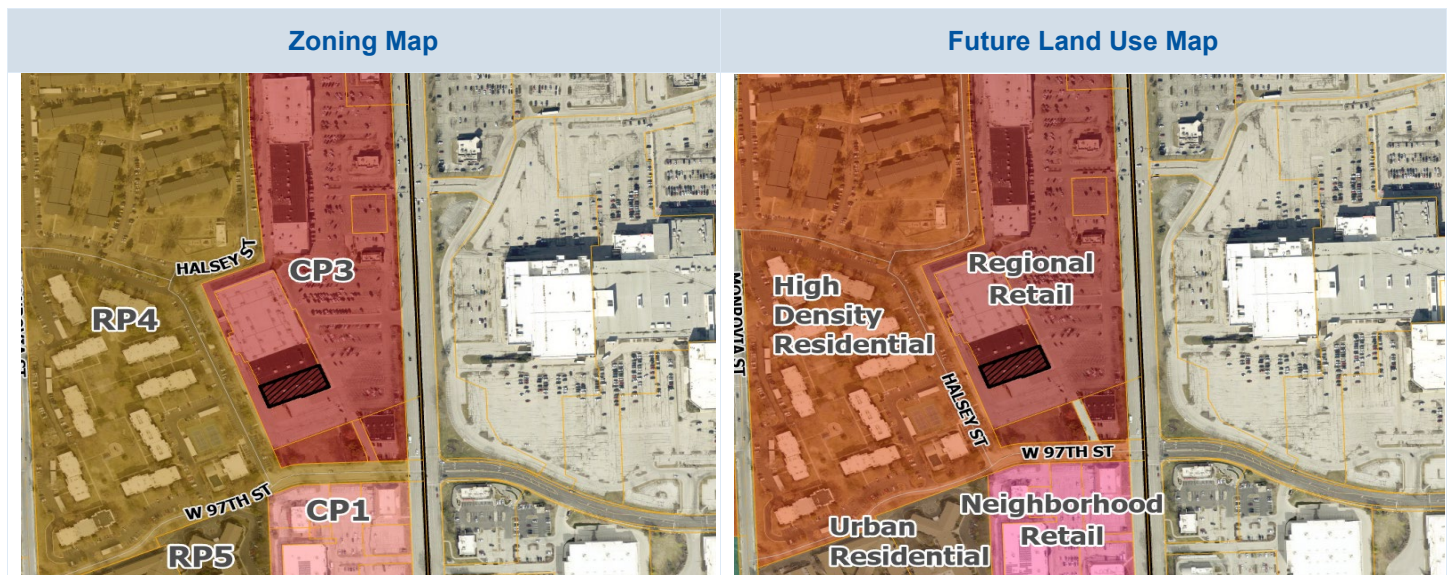 Zoning Map
HALSEY ST
CP3
RP4
W 97TH ST
CP1
RP5
Future Land Use Map
Regional
Retail
High
Density
Residential
MONROVIA ST
HALSEY ST
W 97TH ST
Neighborhood
Retail
Urban
Residential